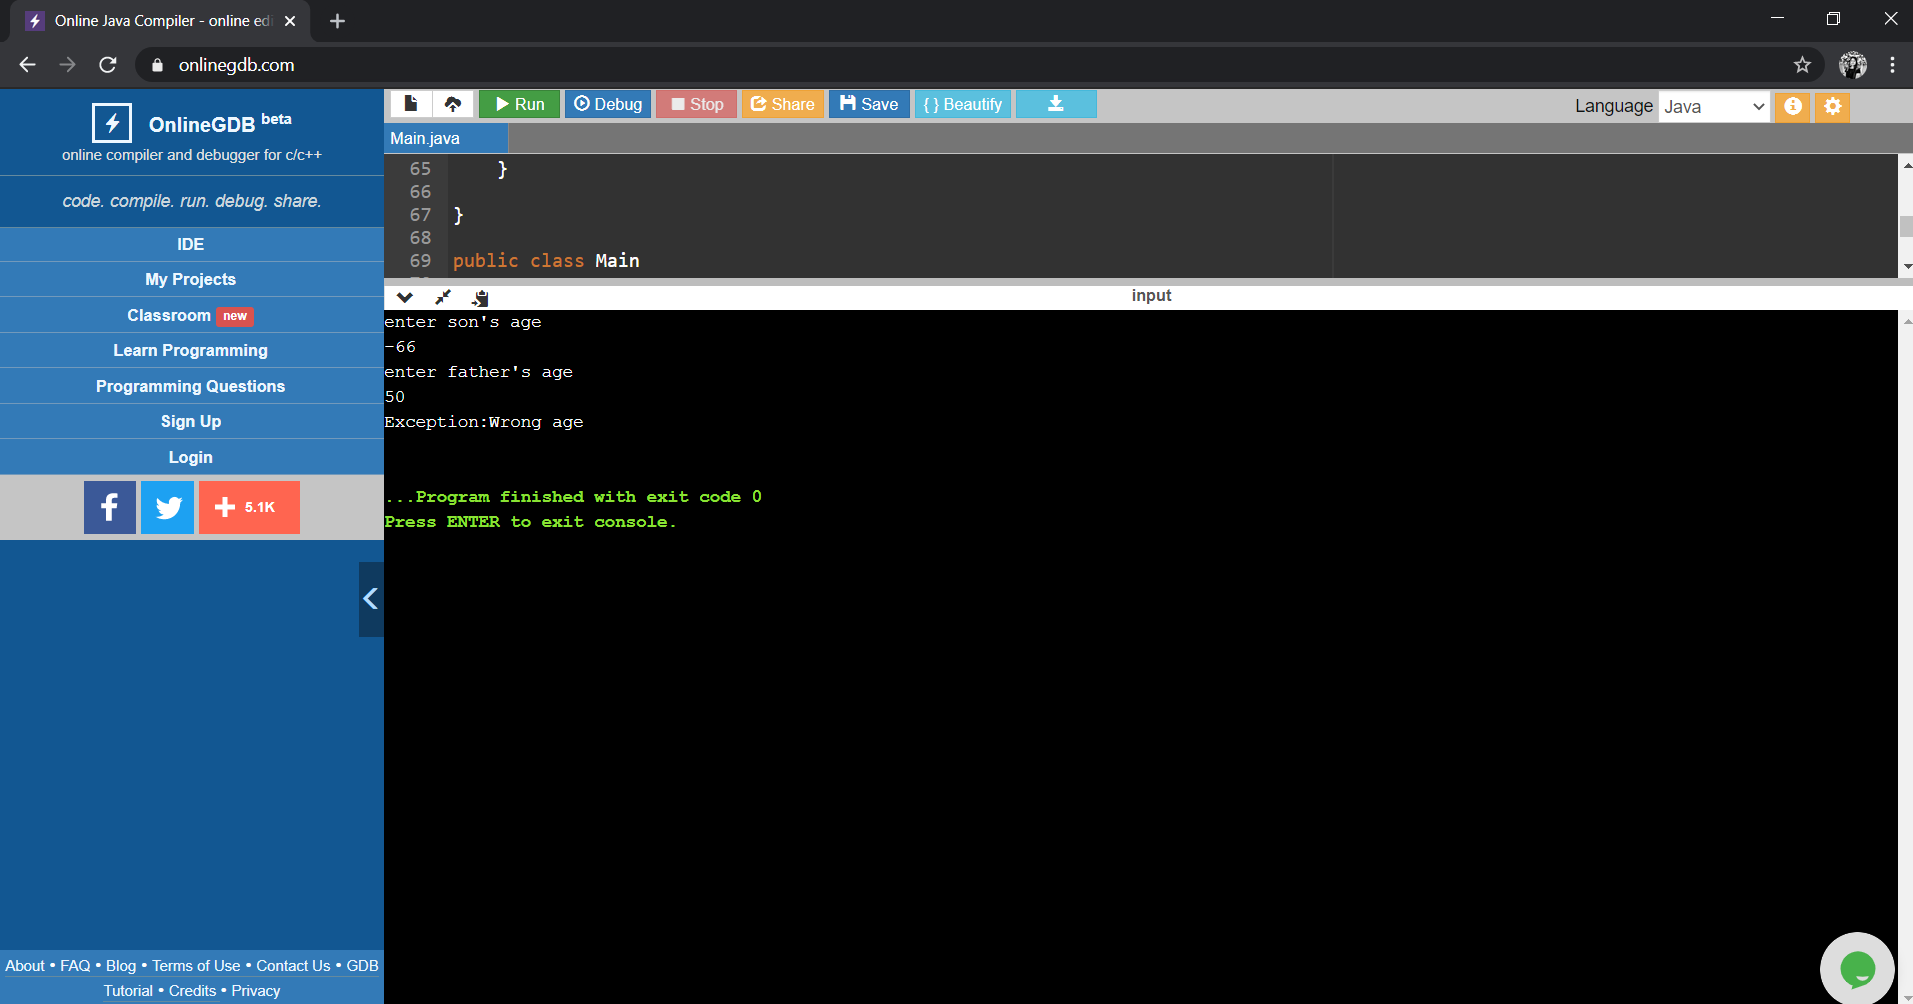 Online Java Compiler - online edi
onlinegdb.com
OnlineGDB beta
online compiler and debugger for c/c++
code. compile. run. debug. share.
IDE
My Projects
Classroom new
Learn Programming
Programming Questions
Sign Up
Login
5.1K
About • FAQ • Blog • Terms of Use • Contact Us • GDB
Tutorial • Credits • Privacy
Run Debug Stop Share Save { } Beautify
Language Java
Main.java
65 }
66
67 }
68
69 public class Main
input
enter son's age
-66
enter father's age
50
Exception:Wrong age
...Program finished with exit code 0
Press ENTER to exit console.